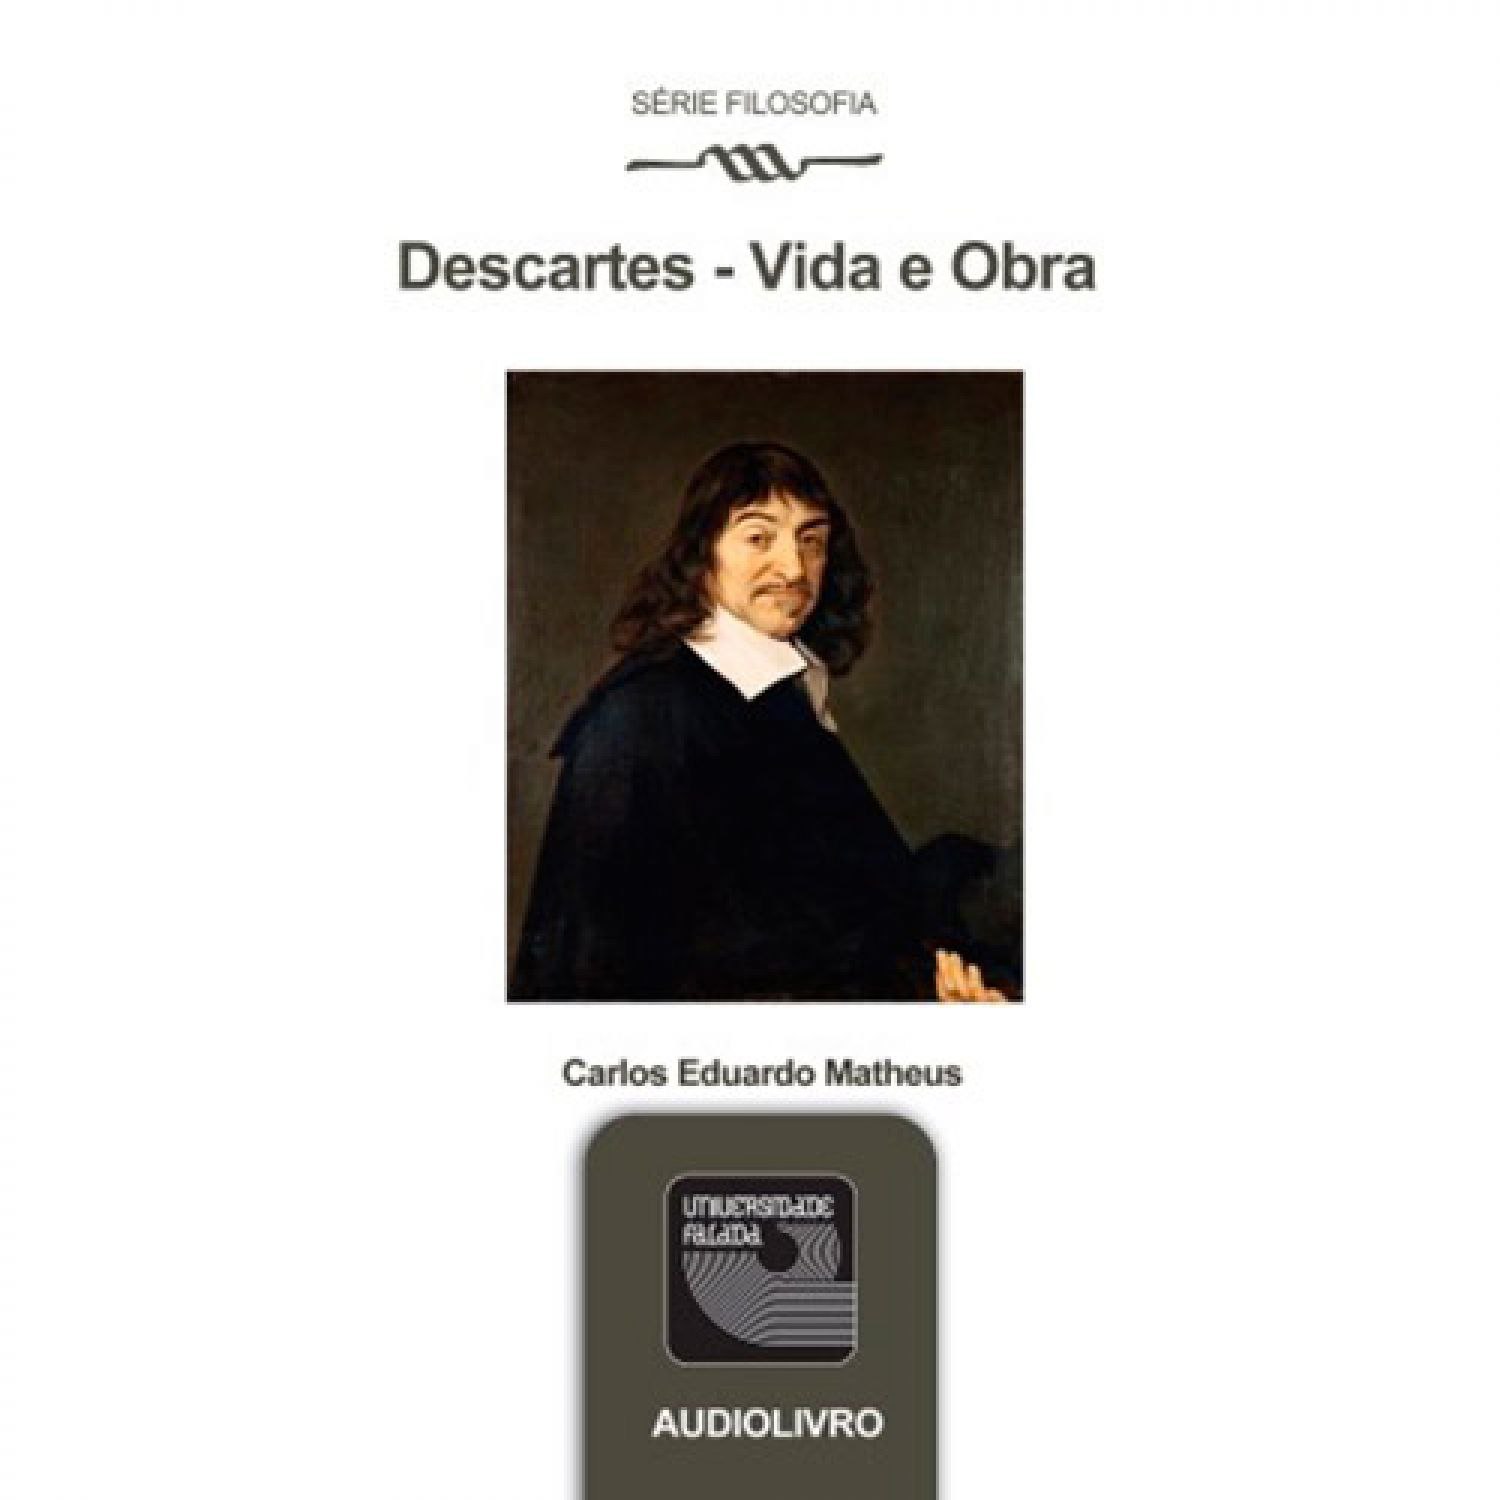 SÉRIE FILOSOFIA
Descartes - Vida e Obra
Carlos Eduardo Matheus
UNIVERSIDADE
FALADA
AUDIOLIVRO